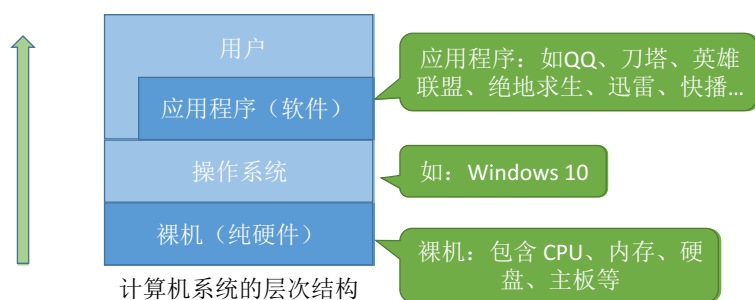 用户
应用程序（软件）
操作系统
裸机（纯硬件）
应用程序：如QQ、刀塔、英雄
联盟、绝地求生、迅雷、快播…
如：Windows 10
裸机：包含 CPU、内存、硬
盘、主板等
计算机系统的层次结构